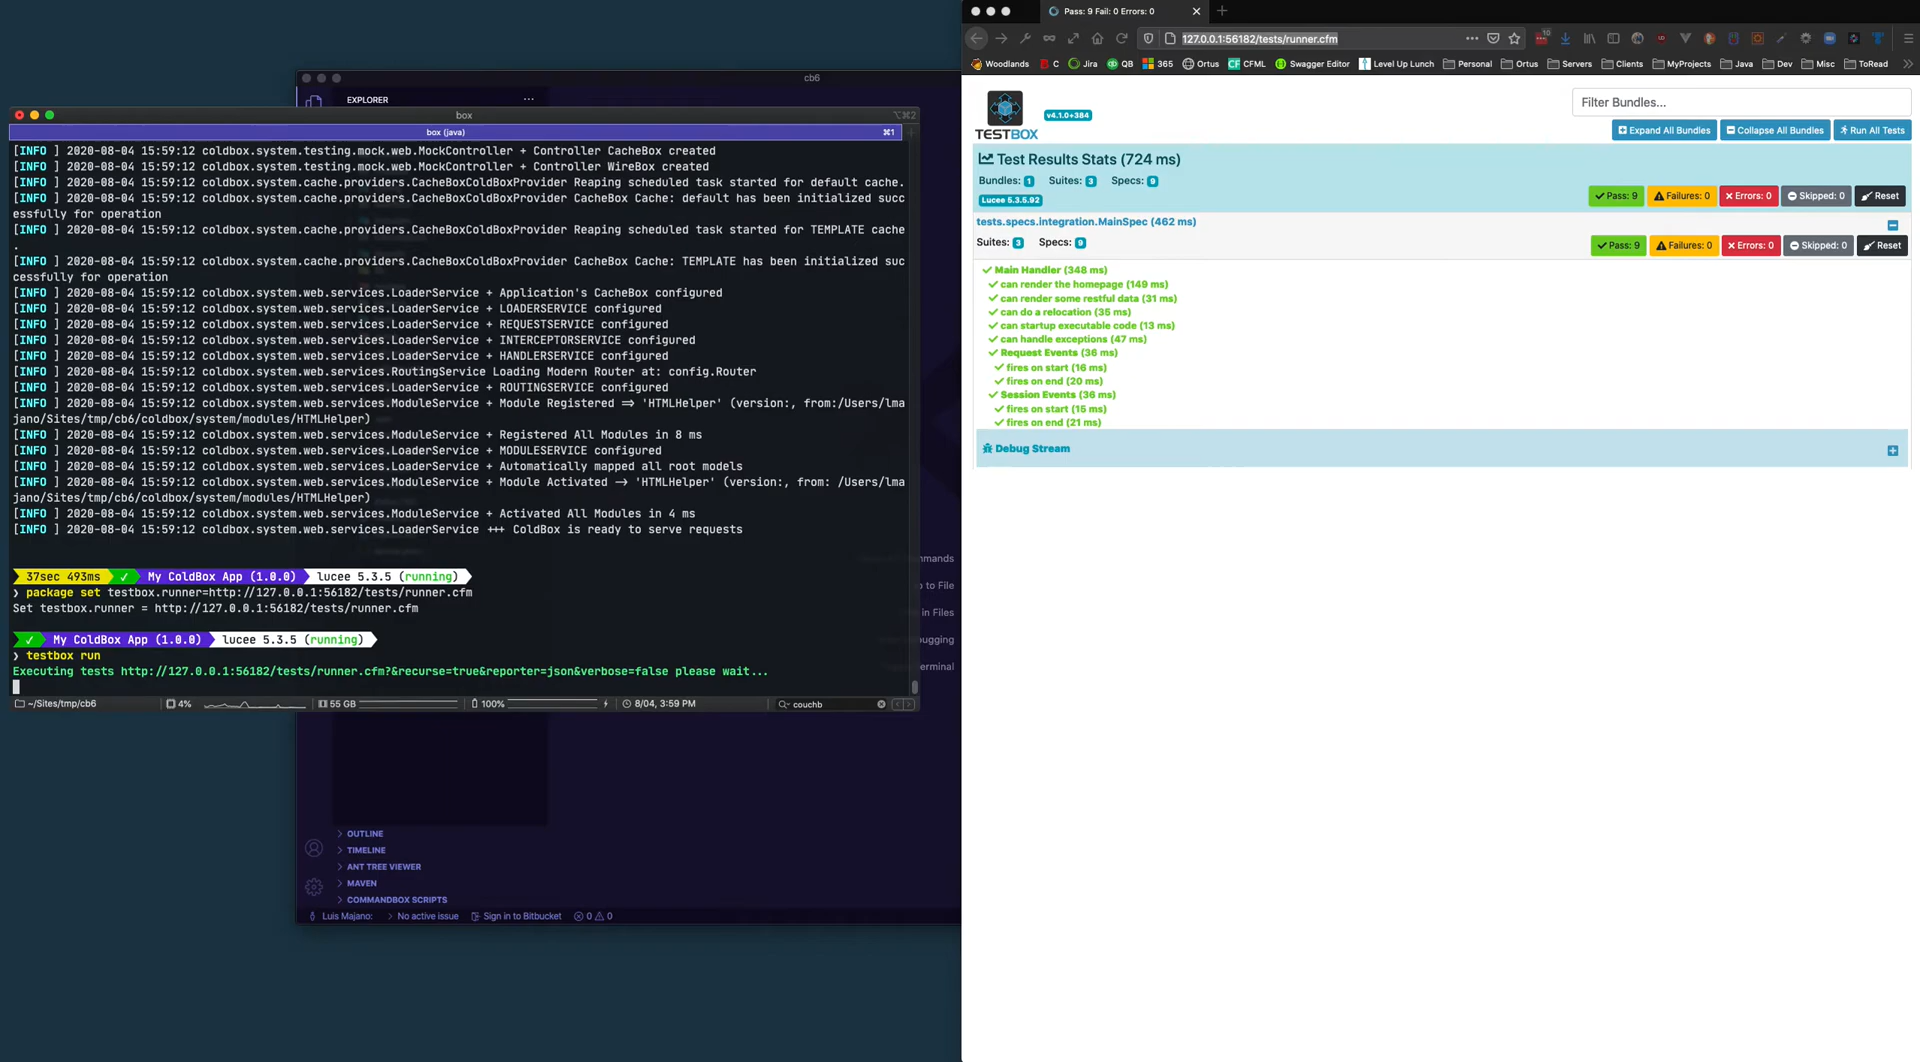 cb6
EXPLORER
box
⌥⌘2
box (java)
⌘1
[INFO ] 2020-08-04 15:59:12 coldbox.system.testing.mock.web.MockController + Controller CacheBox created
[INFO ] 2020-08-04 15:59:12 coldbox.system.testing.mock.web.MockController + Controller WireBox created
[INFO ] 2020-08-04 15:59:12 coldbox.system.cache.providers.CacheBoxColdBoxProvider Reaping scheduled task started for default cache.
[INFO ] 2020-08-04 15:59:12 coldbox.system.cache.providers.CacheBoxColdBoxProvider CacheBox Cache: default has been initialized succ
essfully for operation
[INFO ] 2020-08-04 15:59:12 coldbox.system.cache.providers.CacheBoxColdBoxProvider Reaping scheduled task started for TEMPLATE cache
.
[INFO ] 2020-08-04 15:59:12 coldbox.system.cache.providers.CacheBoxColdBoxProvider CacheBox Cache: TEMPLATE has been initialized suc
cessfully for operation
[INFO ] 2020-08-04 15:59:12 coldbox.system.web.services.LoaderService + Application's CacheBox configured
[INFO ] 2020-08-04 15:59:12 coldbox.system.web.services.LoaderService + LOADERSERVICE configured
[INFO ] 2020-08-04 15:59:12 coldbox.system.web.services.LoaderService + REQUESTSERVICE configured
[INFO ] 2020-08-04 15:59:12 coldbox.system.web.services.LoaderService + INTERCEPTORSERVICE configured
[INFO ] 2020-08-04 15:59:12 coldbox.system.web.services.LoaderService + HANDLERSERVICE configured
[INFO ] 2020-08-04 15:59:12 coldbox.system.web.services.RoutingService Loading Modern Router at: config.Router
[INFO ] 2020-08-04 15:59:12 coldbox.system.web.services.LoaderService + ROUTINGSERVICE configured
[INFO ] 2020-08-04 15:59:12 coldbox.system.web.services.ModuleService + Module Registered => 'HTMLHelper' (version:, from:/Users/lma
jano/Sites/tmp/cb6/coldbox/system/modules/HTMLHelper)
[INFO ] 2020-08-04 15:59:12 coldbox.system.web.services.ModuleService + Registered All Modules in 8 ms
[INFO ] 2020-08-04 15:59:12 coldbox.system.web.services.LoaderService + MODULESERVICE configured
[INFO ] 2020-08-04 15:59:12 coldbox.system.web.services.LoaderService + Automatically mapped all root models
[INFO ] 2020-08-04 15:59:12 coldbox.system.web.services.ModuleService + Module Activated -> 'HTMLHelper' (version:, from: /Users/lma
jano/Sites/tmp/cb6/coldbox/system/modules/HTMLHelper)
[INFO ] 2020-08-04 15:59:12 coldbox.system.web.services.ModuleService + Activated All Modules in 4 ms
[INFO ] 2020-08-04 15:59:12 coldbox.system.web.services.LoaderService +++ ColdBox is ready to serve requests
37sec 493ms ✓ My ColdBox App (1.0.0) lucee 5.3.5 (running)
❯ package set testbox.runner=http://127.0.0.1:56182/tests/runner.cfm
Set testbox.runner = http://127.0.0.1:56182/tests/runner.cfm
✓ My ColdBox App (1.0.0) lucee 5.3.5 (running)
❯ testbox run
Executing tests http://127.0.0.1:56182/tests/runner.cfm?&recurse=true&reporter=json&verbose=false please wait...
~/Sites/tmp/cb6 4% 55 GB 100% 8/04, 3:59 PM couchb
OUTLINE
TIMELINE
ANT TREE VIEWER
MAVEN
COMMANDBOX SCRIPTS
Luis Majano: > No active issue Sign in to Bitbucket 0 0
Pass: 9 Fail: 0 Errors: 0
127.0.0.1:56182/tests/runner.cfm
10
Woodlands C Jira QB 365 Ortus CFML Swagger Editor Level Up Lunch Personal Ortus Servers Clients MyProjects Java Dev Misc ToRead
TESTBOX
v4.1.0+384
Filter Bundles...
Expand All Bundles Collapse All Bundles Run All Tests
Test Results Stats (724 ms)
Bundles: 1 Suites: 3 Specs: 9
Lucee 5.3.5.92
Pass: 9 Failures: 0 Errors: 0 Skipped: 0 Reset
tests.specs.integration.MainSpec (462 ms)
Suites: 3 Specs: 9
Pass: 9 Failures: 0 Errors: 0 Skipped: 0 Reset
Main Handler (348 ms)
can render the homepage (149 ms)
can render some restful data (31 ms)
can do a relocation (35 ms)
can startup executable code (13 ms)
can handle exceptions (47 ms)
Request Events (36 ms)
fires on start (16 ms)
fires on end (20 ms)
Session Events (36 ms)
fires on start (15 ms)
fires on end (21 ms)
Debug Stream